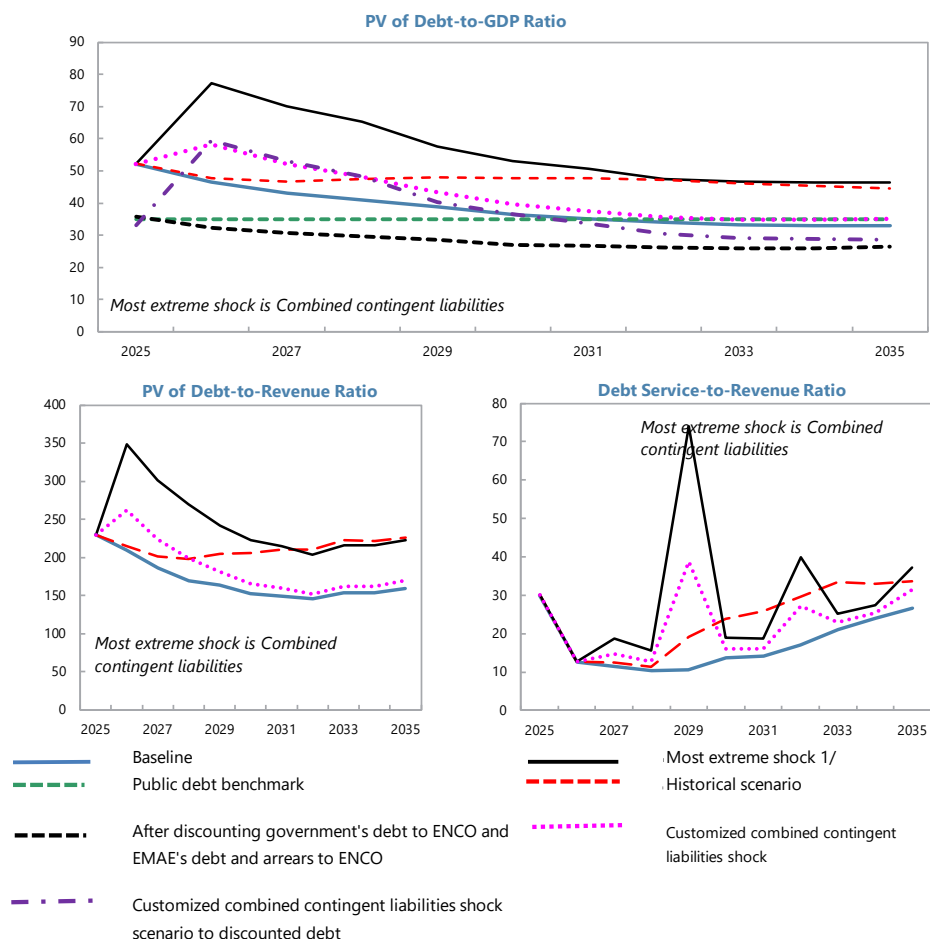 PV of Debt-to-GDP Ratio
90
80
70
60
50
40
30
20
10
0
Most extreme shock is Combined contingent liabilities
2025 2027 2029 2031 2033 2035
PV of Debt-to-Revenue Ratio
400
350
300
250
200
150
100
50
0
Most extreme shock is Combined
contingent liabilities
2025 2027 2029 2031 2033 2035
Debt Service-to-Revenue Ratio
80
70
60
50
40
30
20
10
0
Most extreme shock is Combined
contingent liabilities
2025 2027 2029 2031 2033 2035
Baseline
Public debt benchmark
After discounting government's debt to ENCO and
EMAE's debt and arrears to ENCO
Customized combined contingent liabilities shock
scenario to discounted debt
Most extreme shock 1/
Historical scenario
Customized combined contingent
liabilities shock